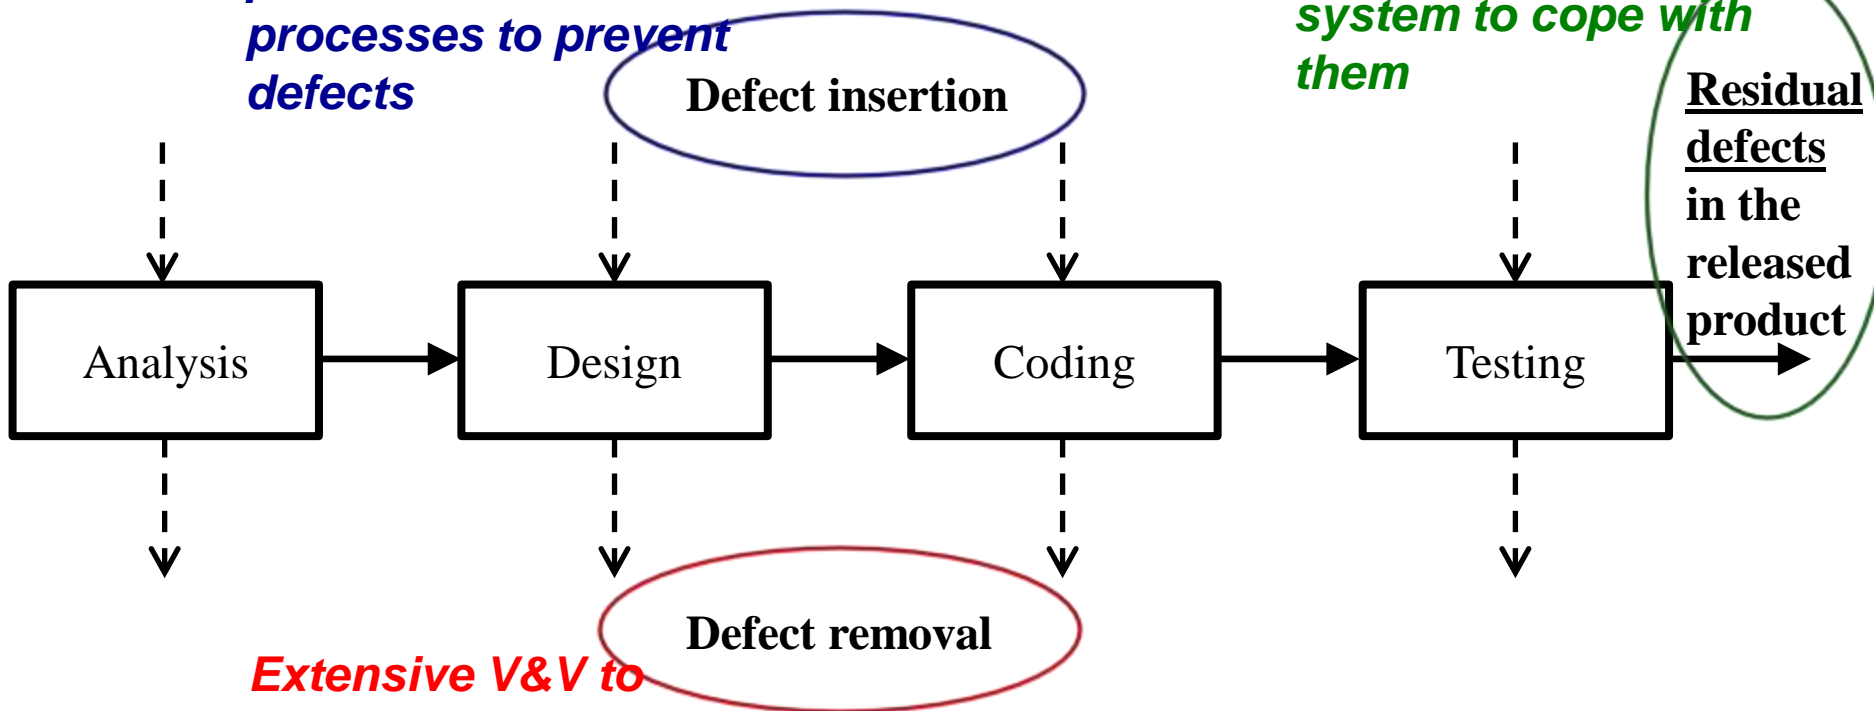 processes to prevent
defects
Defect insertion
system to cope with
them
Residual
defects
in the
released
product
Analysis
Design
Coding
Testing
Defect removal
Extensive V&V to